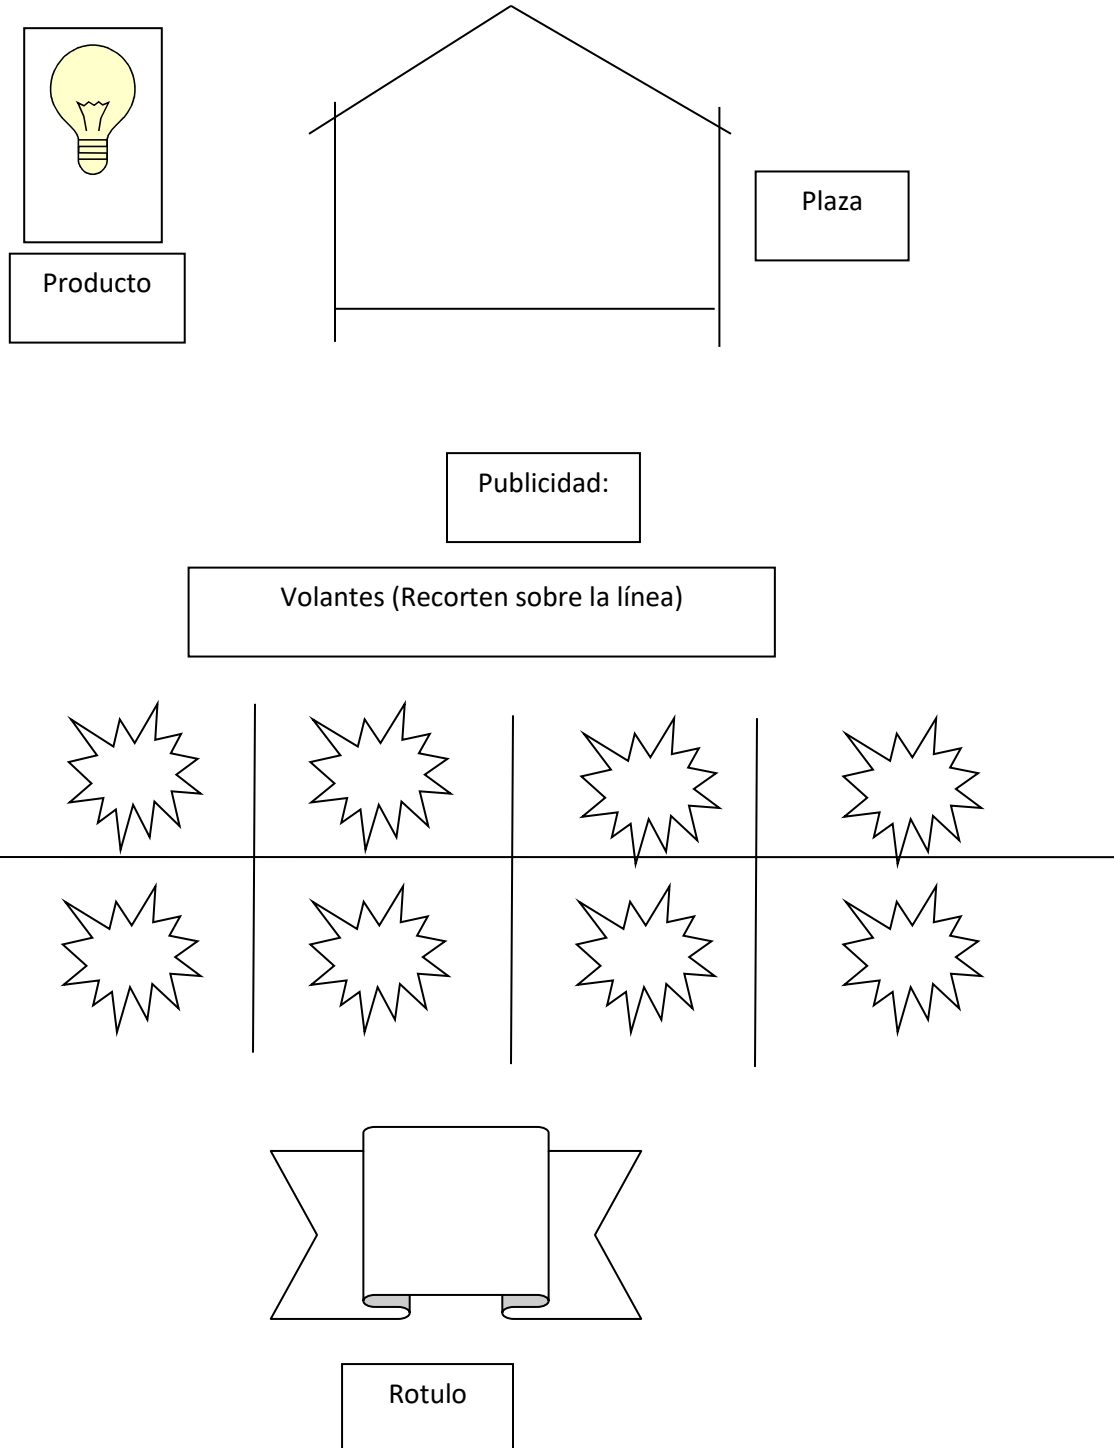 Plaza
Producto
Publicidad:
Volantes (Recorten sobre la línea)
Rotulo